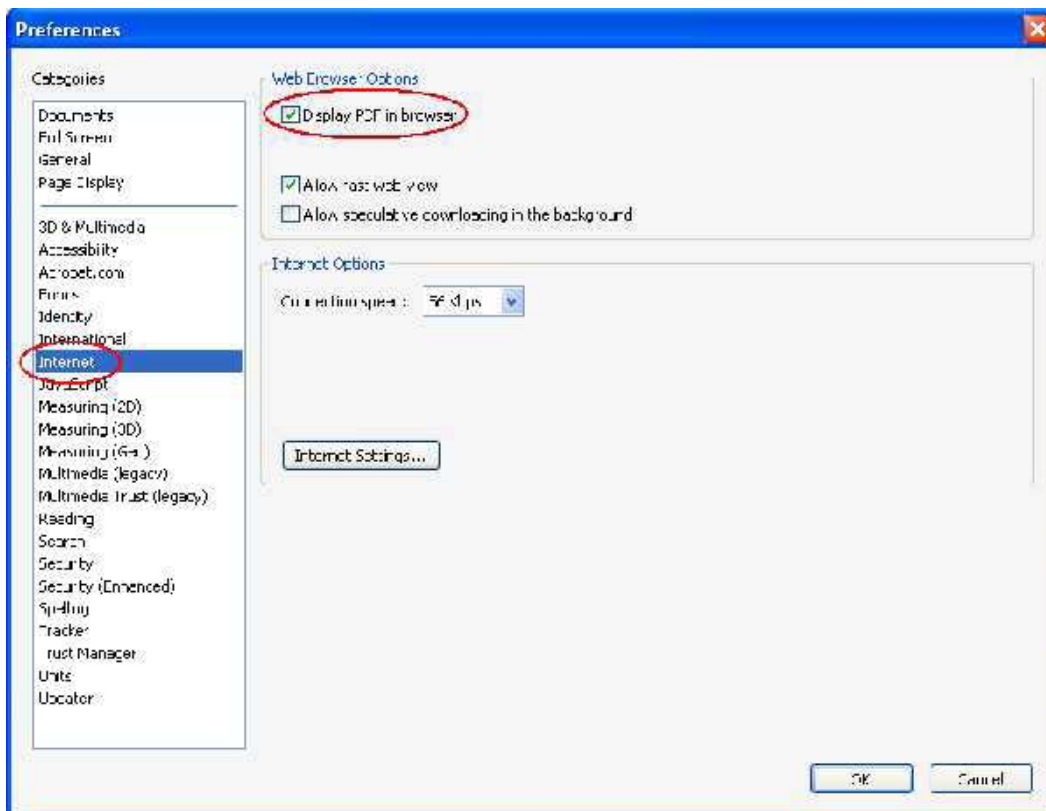 Preferences
Categories
Documents
Full Screen
General
Page Display
3D & Multimedia
Accessibility
Acrobat.com
Forms
Identity
International
Internet
JavaScript
Measuring (2D)
Measuring (3D)
Measuring (Geo)
Multimedia (legacy)
Multimedia Trust (legacy)
Reading
Search
Security
Security (Enhanced)
Spelling
Tracker
Trust Manager
Units
Updater
Web Browser Options
Display PDF in browser
Allow fast web view
Allow speculative downloading in the background
Internet Options
Connection speed: 56 Kbps
Internet Settings...
OK
Cancel